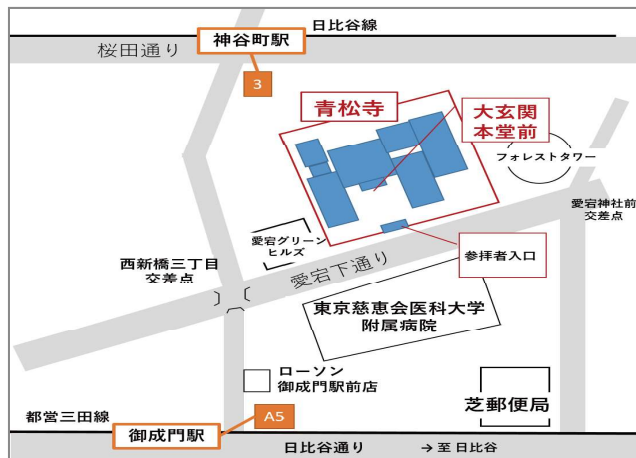 日比谷線
神谷町駅
桜田通り
3
青松寺
大玄関
本堂前
フォレストタワー
愛宕神社前
交差点
愛宕グリーン
ヒルズ
参拝者入口
西新橋三丁目
交差点
愛宕下通り
東京慈恵会医科大学
附属病院
ローソン
御成門駅前店
芝郵便局
都営三田線
A5
御成門駅
日比谷通り
→至 日比谷